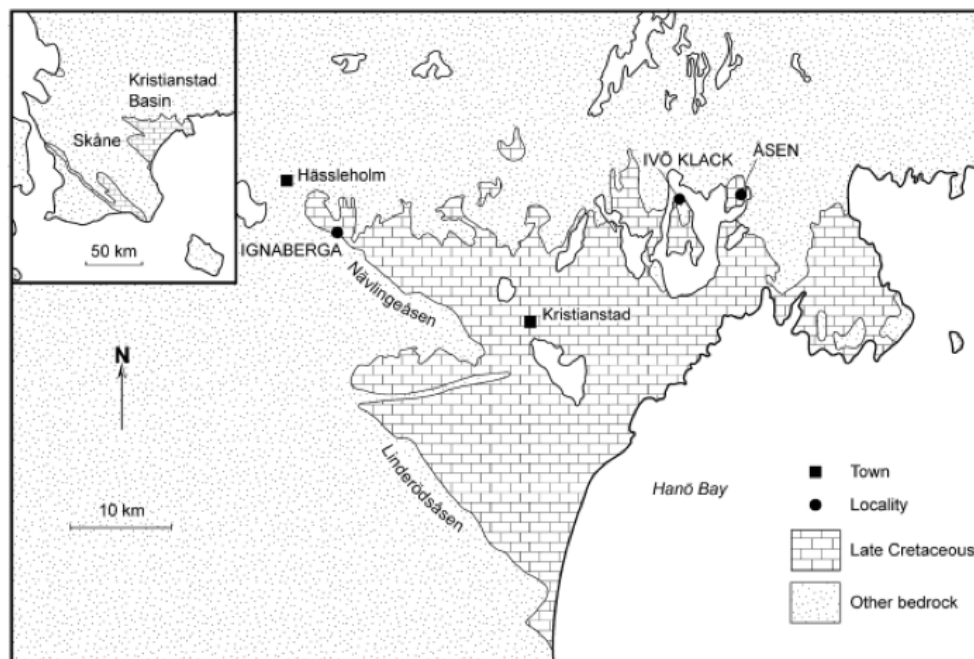 Kristianstad
Basin
Skåne
50 km
Hässleholm
IVÖ KLACK
ÅSEN
IGNABERGA
Nävlingeåsen
Kristianstad
N
Linderödsåsen
10 km
Hanö Bay
Town
Locality
Late Cretaceous
Other bedrock